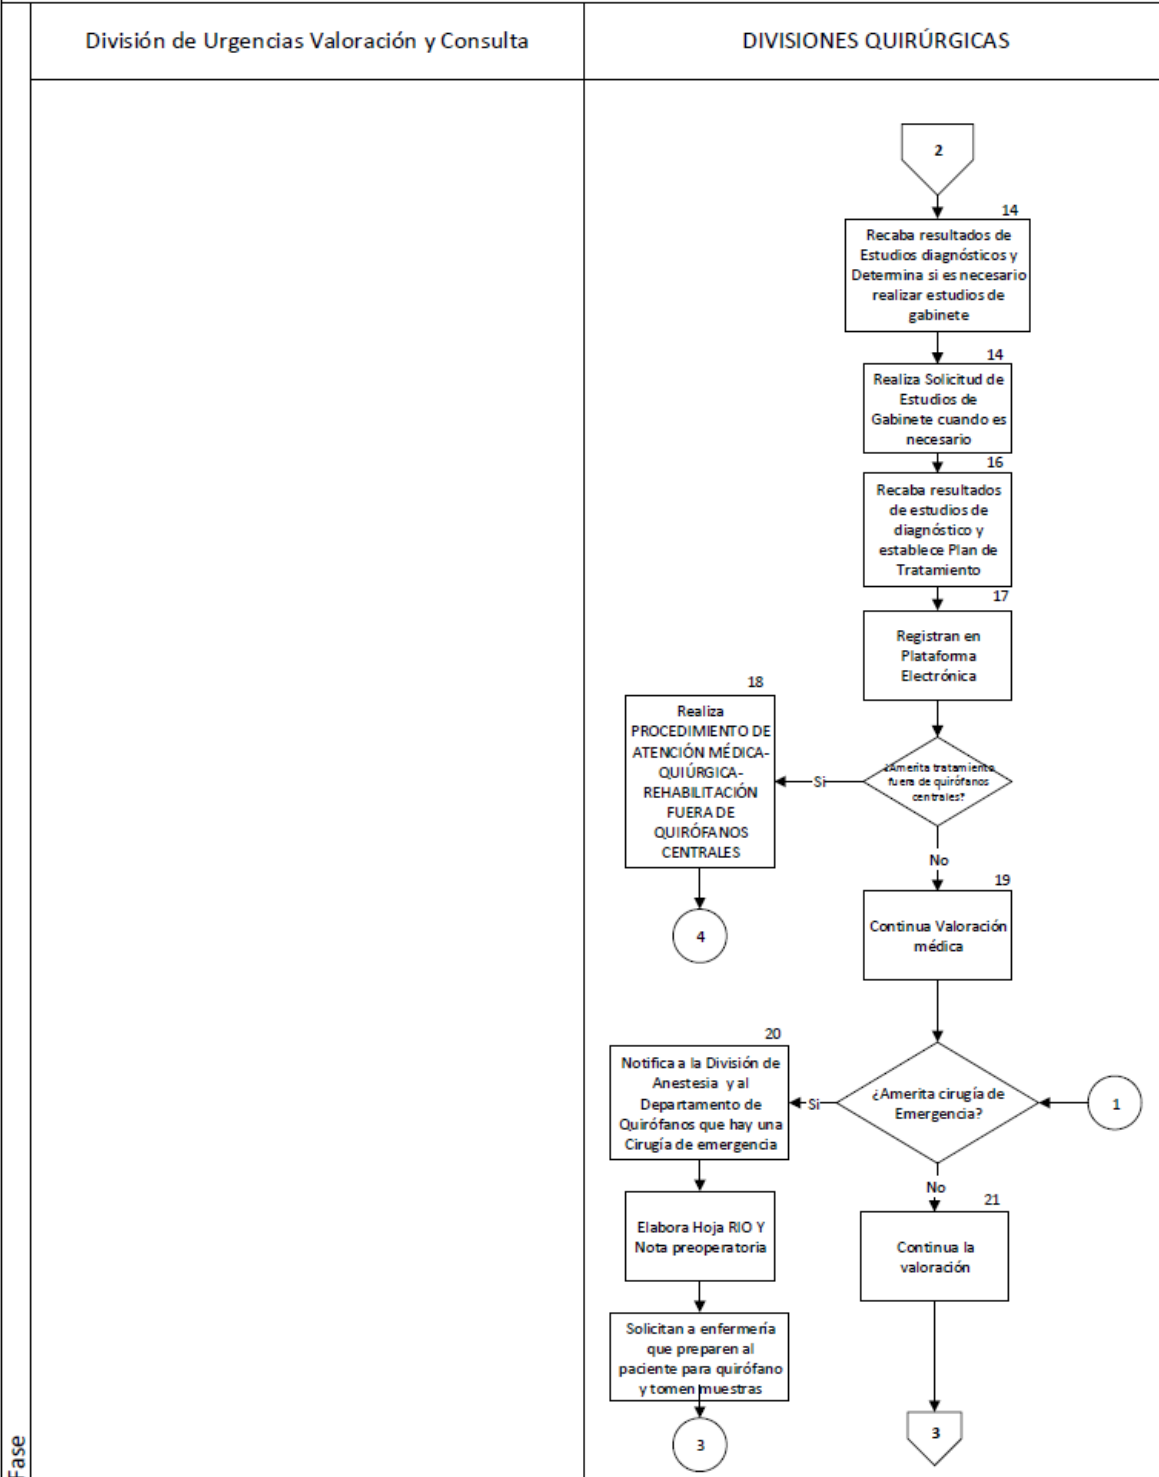 División de Urgencias Valoración y Consulta
DIVISIONES QUIRÚRGICAS
2
14
Recaba resultados de
Estudios diagnósticos y
Determina si es necesario
realizar estudios de
gabinete
14
Realiza Solicitud de
Estudios de
Gabinete cuando es
necesario
16
Recaba resultados
de estudios de
diagnóstico y
establece Plan de
Tratamiento
17
Registran en
Plataforma
Electrónica
18
Realiza
PROCEDIMIENTO DE
ATENCIÓN MÉDICA-
QUIÚRGICA-
REHABILITACIÓN
FUERA DE
QUIRÓFANOS
CENTRALES
Si
¿Amerita tratamiento
fuera de quirófanos
centrales?
No
4
19
Continua Valoración
médica
20
Notifica a la División de
Anestesia y al
Departamento de
Quirófanos que hay una
Cirugía de emergencia
Si
¿Amerita cirugía de
Emergencia?
1
No
21
Elabora Hoja RIO Y
Nota preoperatoria
Continua la
valoración
Solicitan a enfermería
que preparen al
paciente para quirófano
y tomen muestras
3
3
Fase